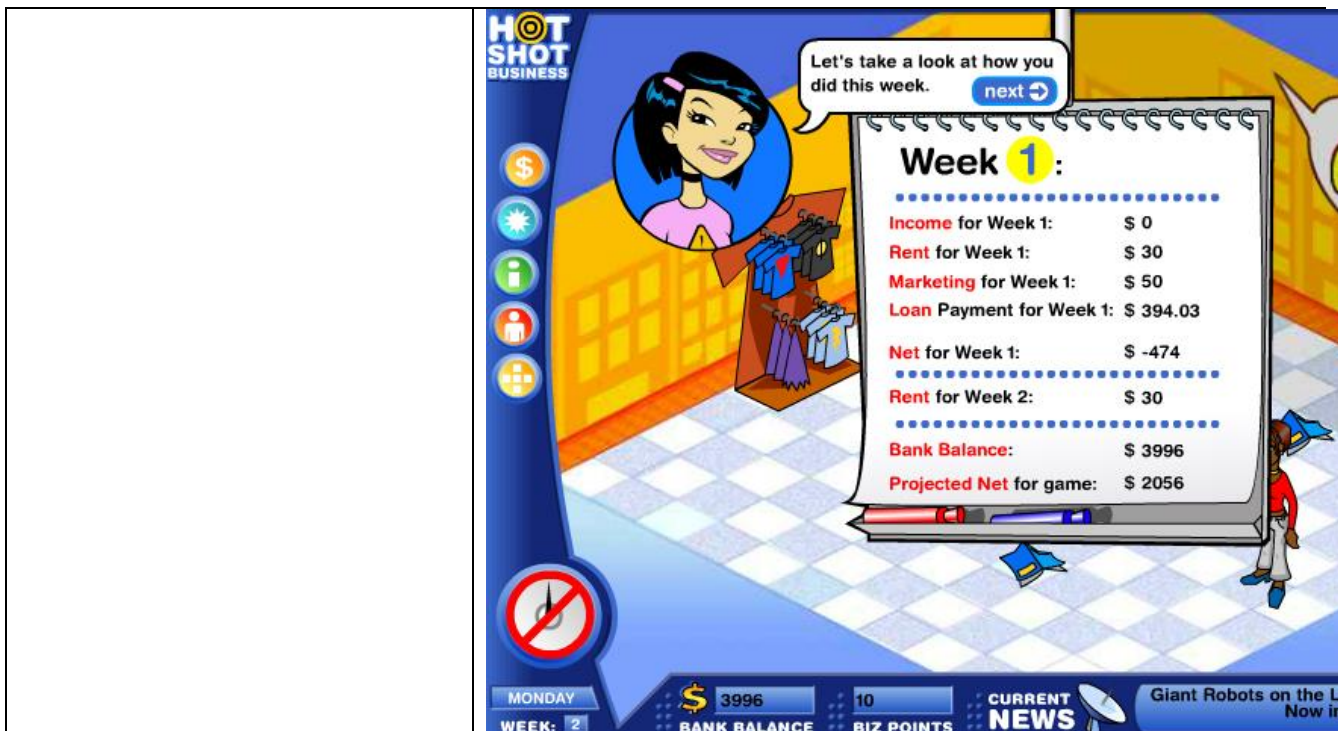 HOT
SHOT
BUSINESS
Let's take a look at how you
did this week.
next
Week 1:
Income for Week 1: $ 0
Rent for Week 1: $ 30
Marketing for Week 1: $ 50
Loan Payment for Week 1: $ 394.03
Net for Week 1: $ -474
Rent for Week 2: $ 30
Bank Balance: $ 3996
Projected Net for game: $ 2056
$
i
MONDAY
WEEK: 2
$ 3996
BANK BALANCE
10
BIZ POINTS
CURRENT
NEWS
Giant Robots on the L
Now in